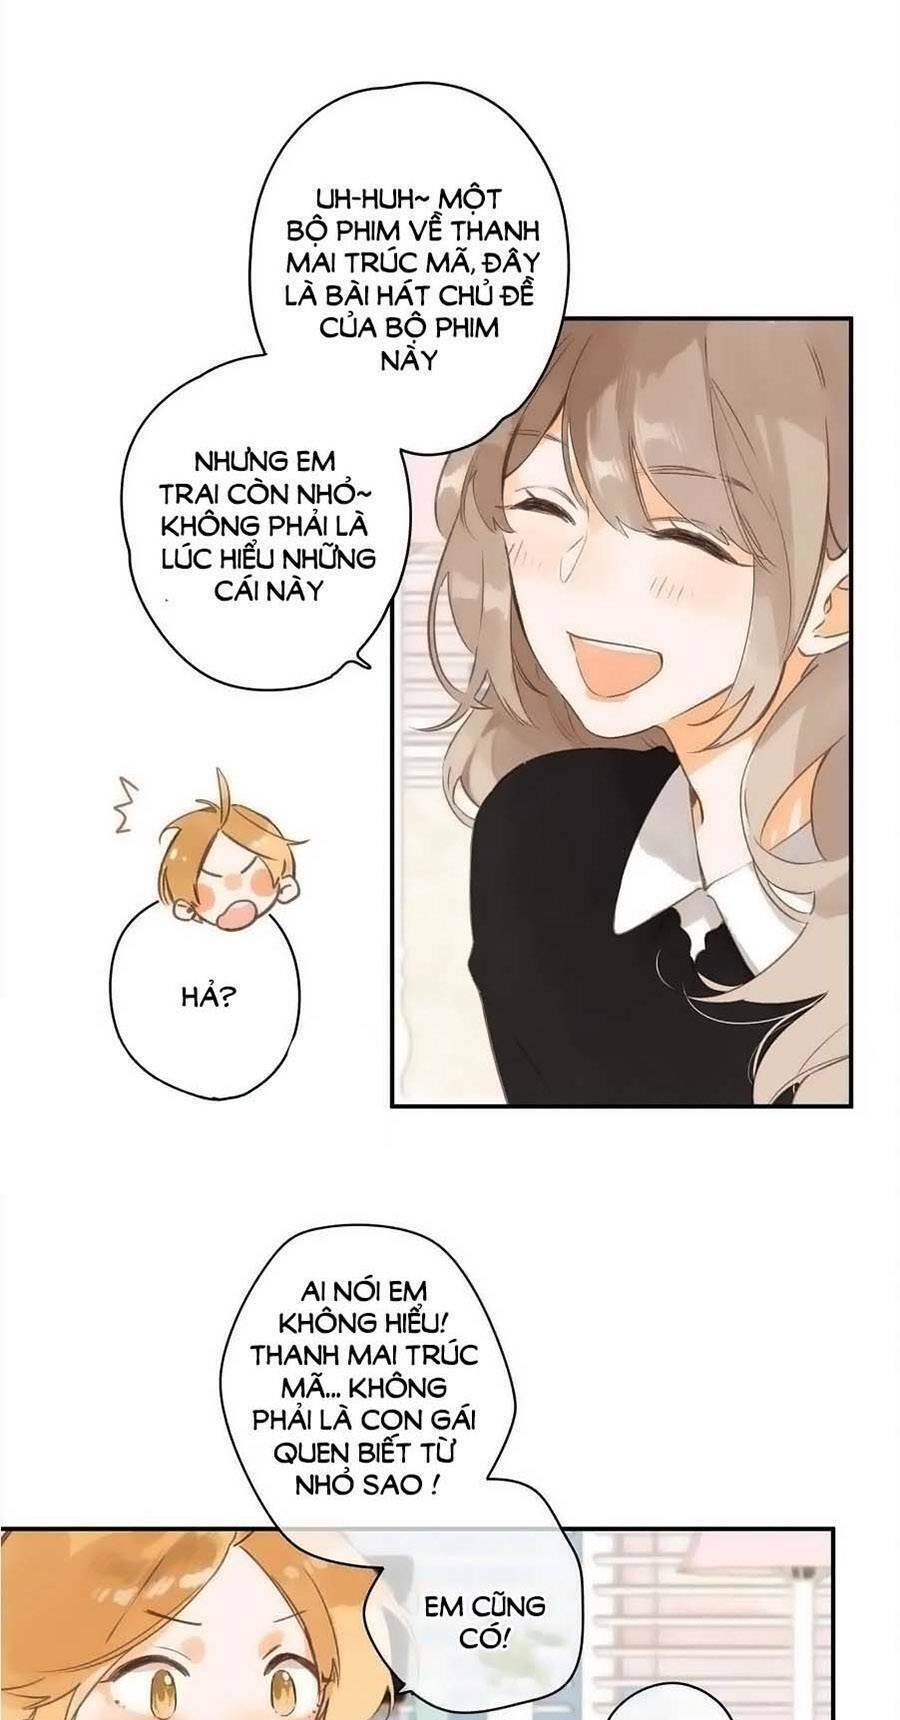 UH-HUH~ MỘT
BỘ PHIM VỀ THANH
MAI TRÚC MÃ, ĐÂY
LÀ BÀI HÁT CHỦ ĐỀ
CỦA BỘ PHIM
NÀY
NHƯNG EM
TRAI CÒN NHỎ~
KHÔNG PHẢI LÀ
LÚC HIỂU NHỮNG
CÁI NÀY
HẢ?
AI NÓI EM
KHÔNG HIỂU!
THANH MAI TRÚC
MÃ... KHÔNG
PHẢI LÀ CON GÁI
QUEN BIẾT TỪ
NHỎ SAO!
EM CŨNG
CÓ!